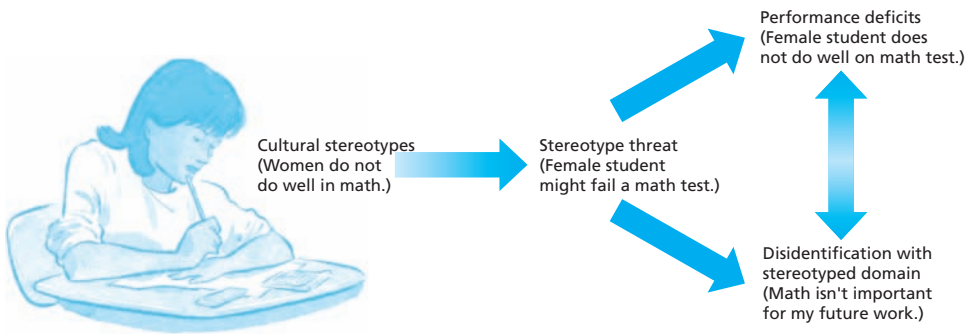 Cultural stereotypes
(Women do not
do well in math.)
Stereotype threat
(Female student
might fail a math test.)
Performance deficits
(Female student does
not do well on math test.)
Disidentification with
stereotyped domain
(Math isn't important
for my future work.)